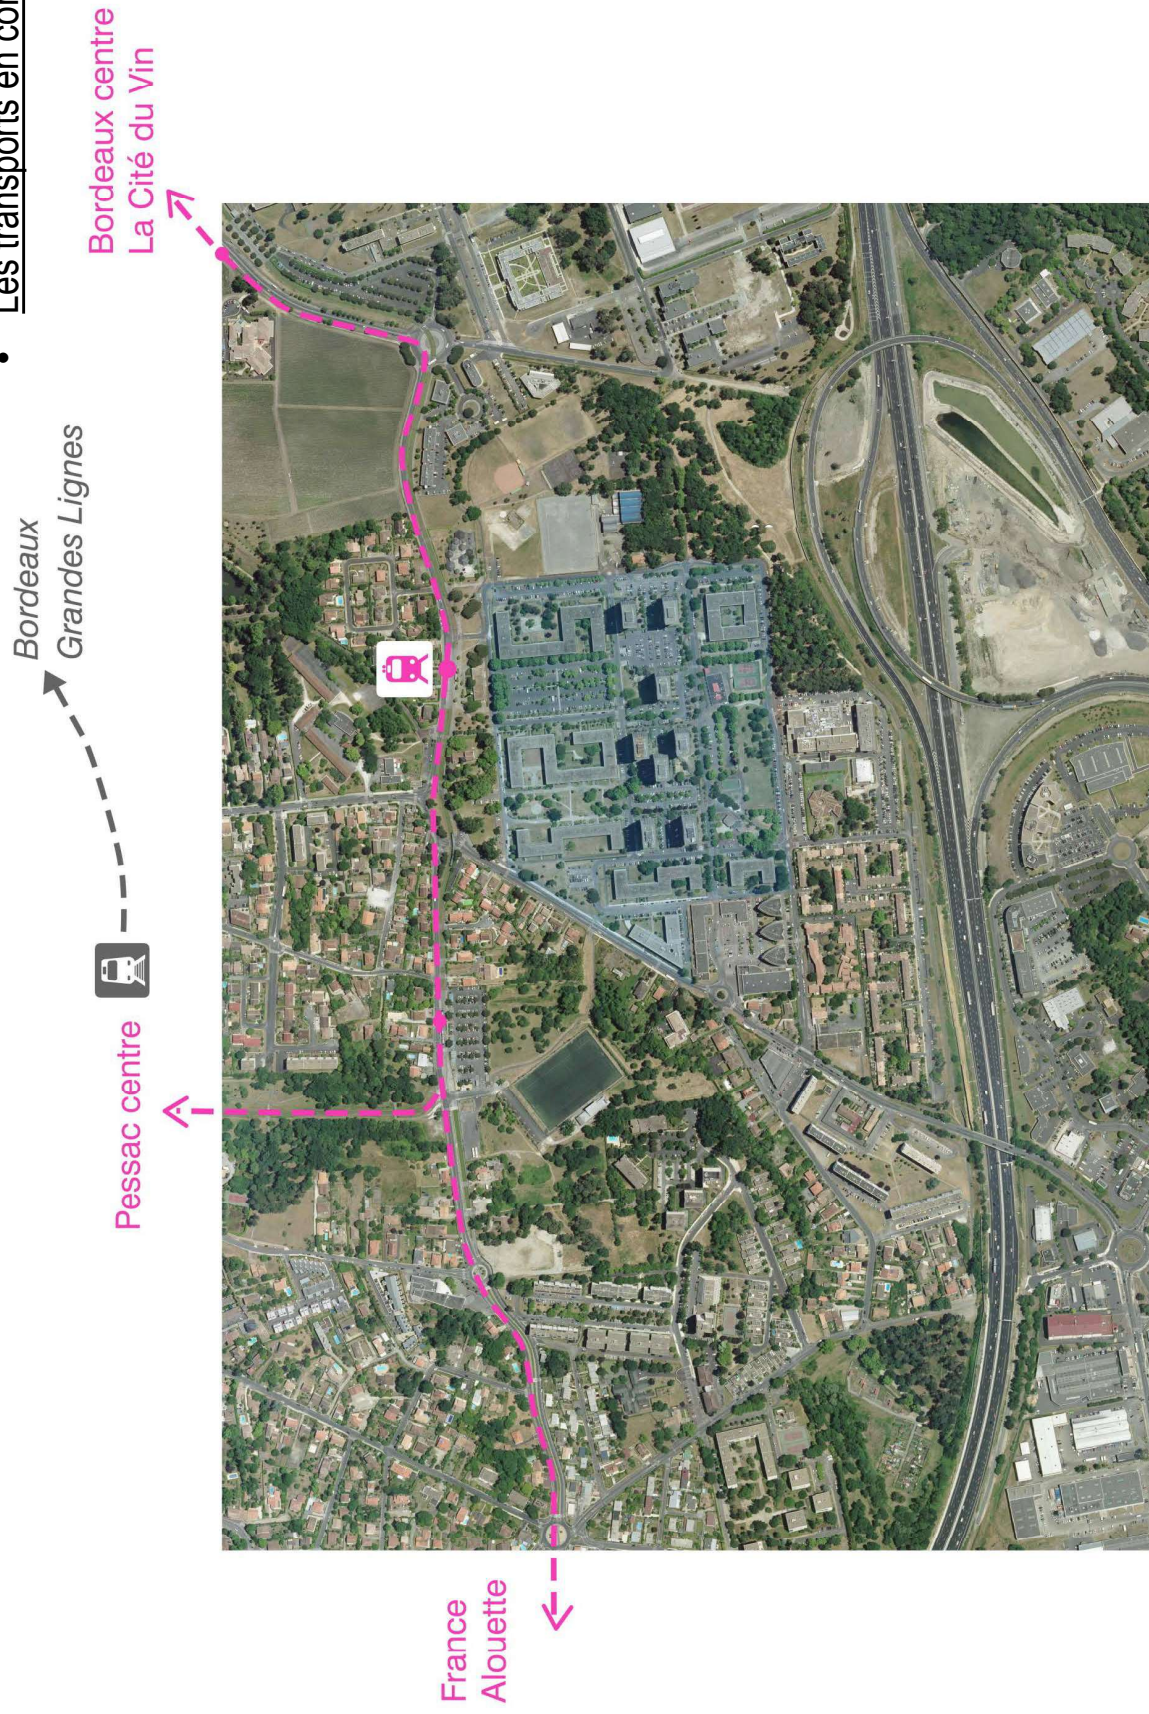 Les transports en co
Bordeaux
Grandes Lignes
Bordeaux centre
La Cité du Vin
Pessac centre
France
Alouette